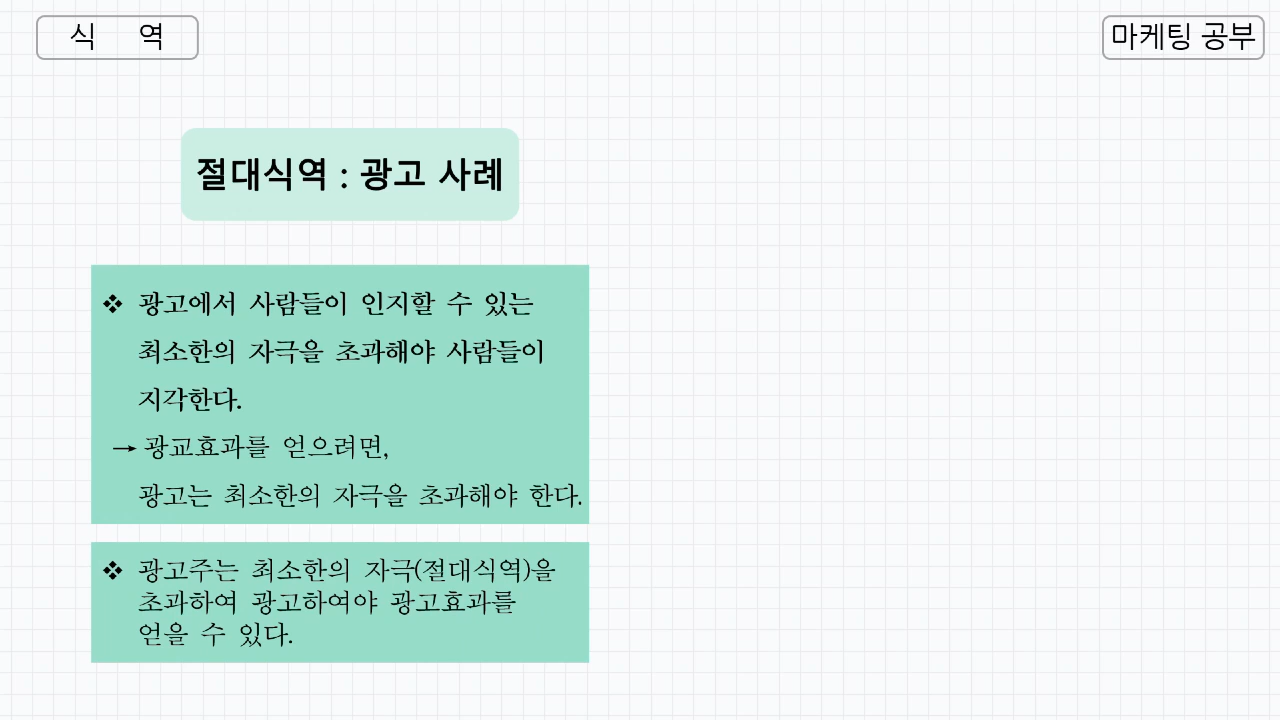 식 역
마케팅 공부
절대식역 : 광고 사례
❖ 광고에서 사람들이 인지할 수 있는
최소한의 자극을 초과해야 사람들이
지각한다.
→ 광교효과를 얻으려면,
광고는 최소한의 자극을 초과해야 한다.
❖ 광고주는 최소한의 자극(절대식역)을
초과하여 광고하여야 광고효과를
얻을 수 있다.